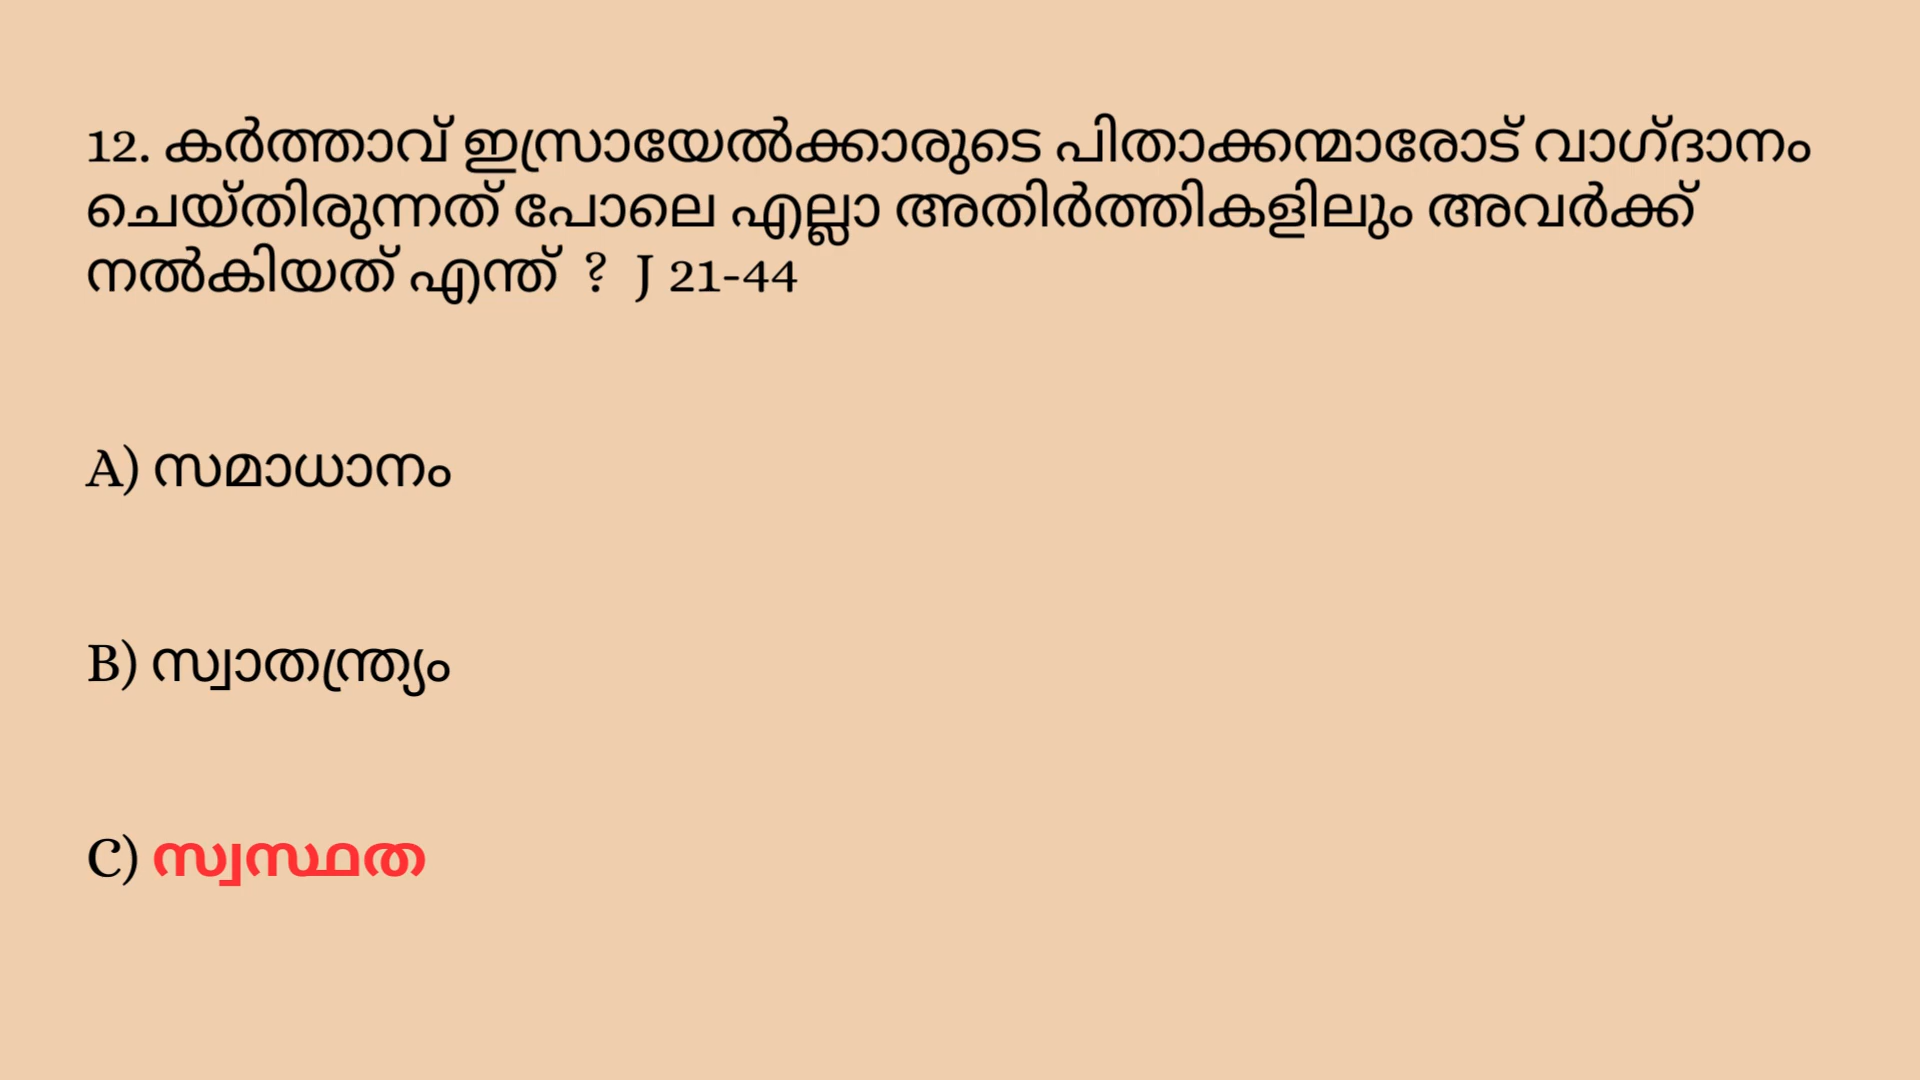 12. കർത്താവ് ഇസ്രായേൽക്കാരുടെ പിതാക്കന്മാരോട് വാഗ്ദാനം
ചെയ്തിരുന്നത് പോലെ എല്ലാ അതിർത്തികളിലും അവർക്ക്
നൽകിയത് എന്ത് ? J 21-44
A) സമാധാനം
B) സ്വാതന്ത്ര്യം
C) സ്വസ്ഥത